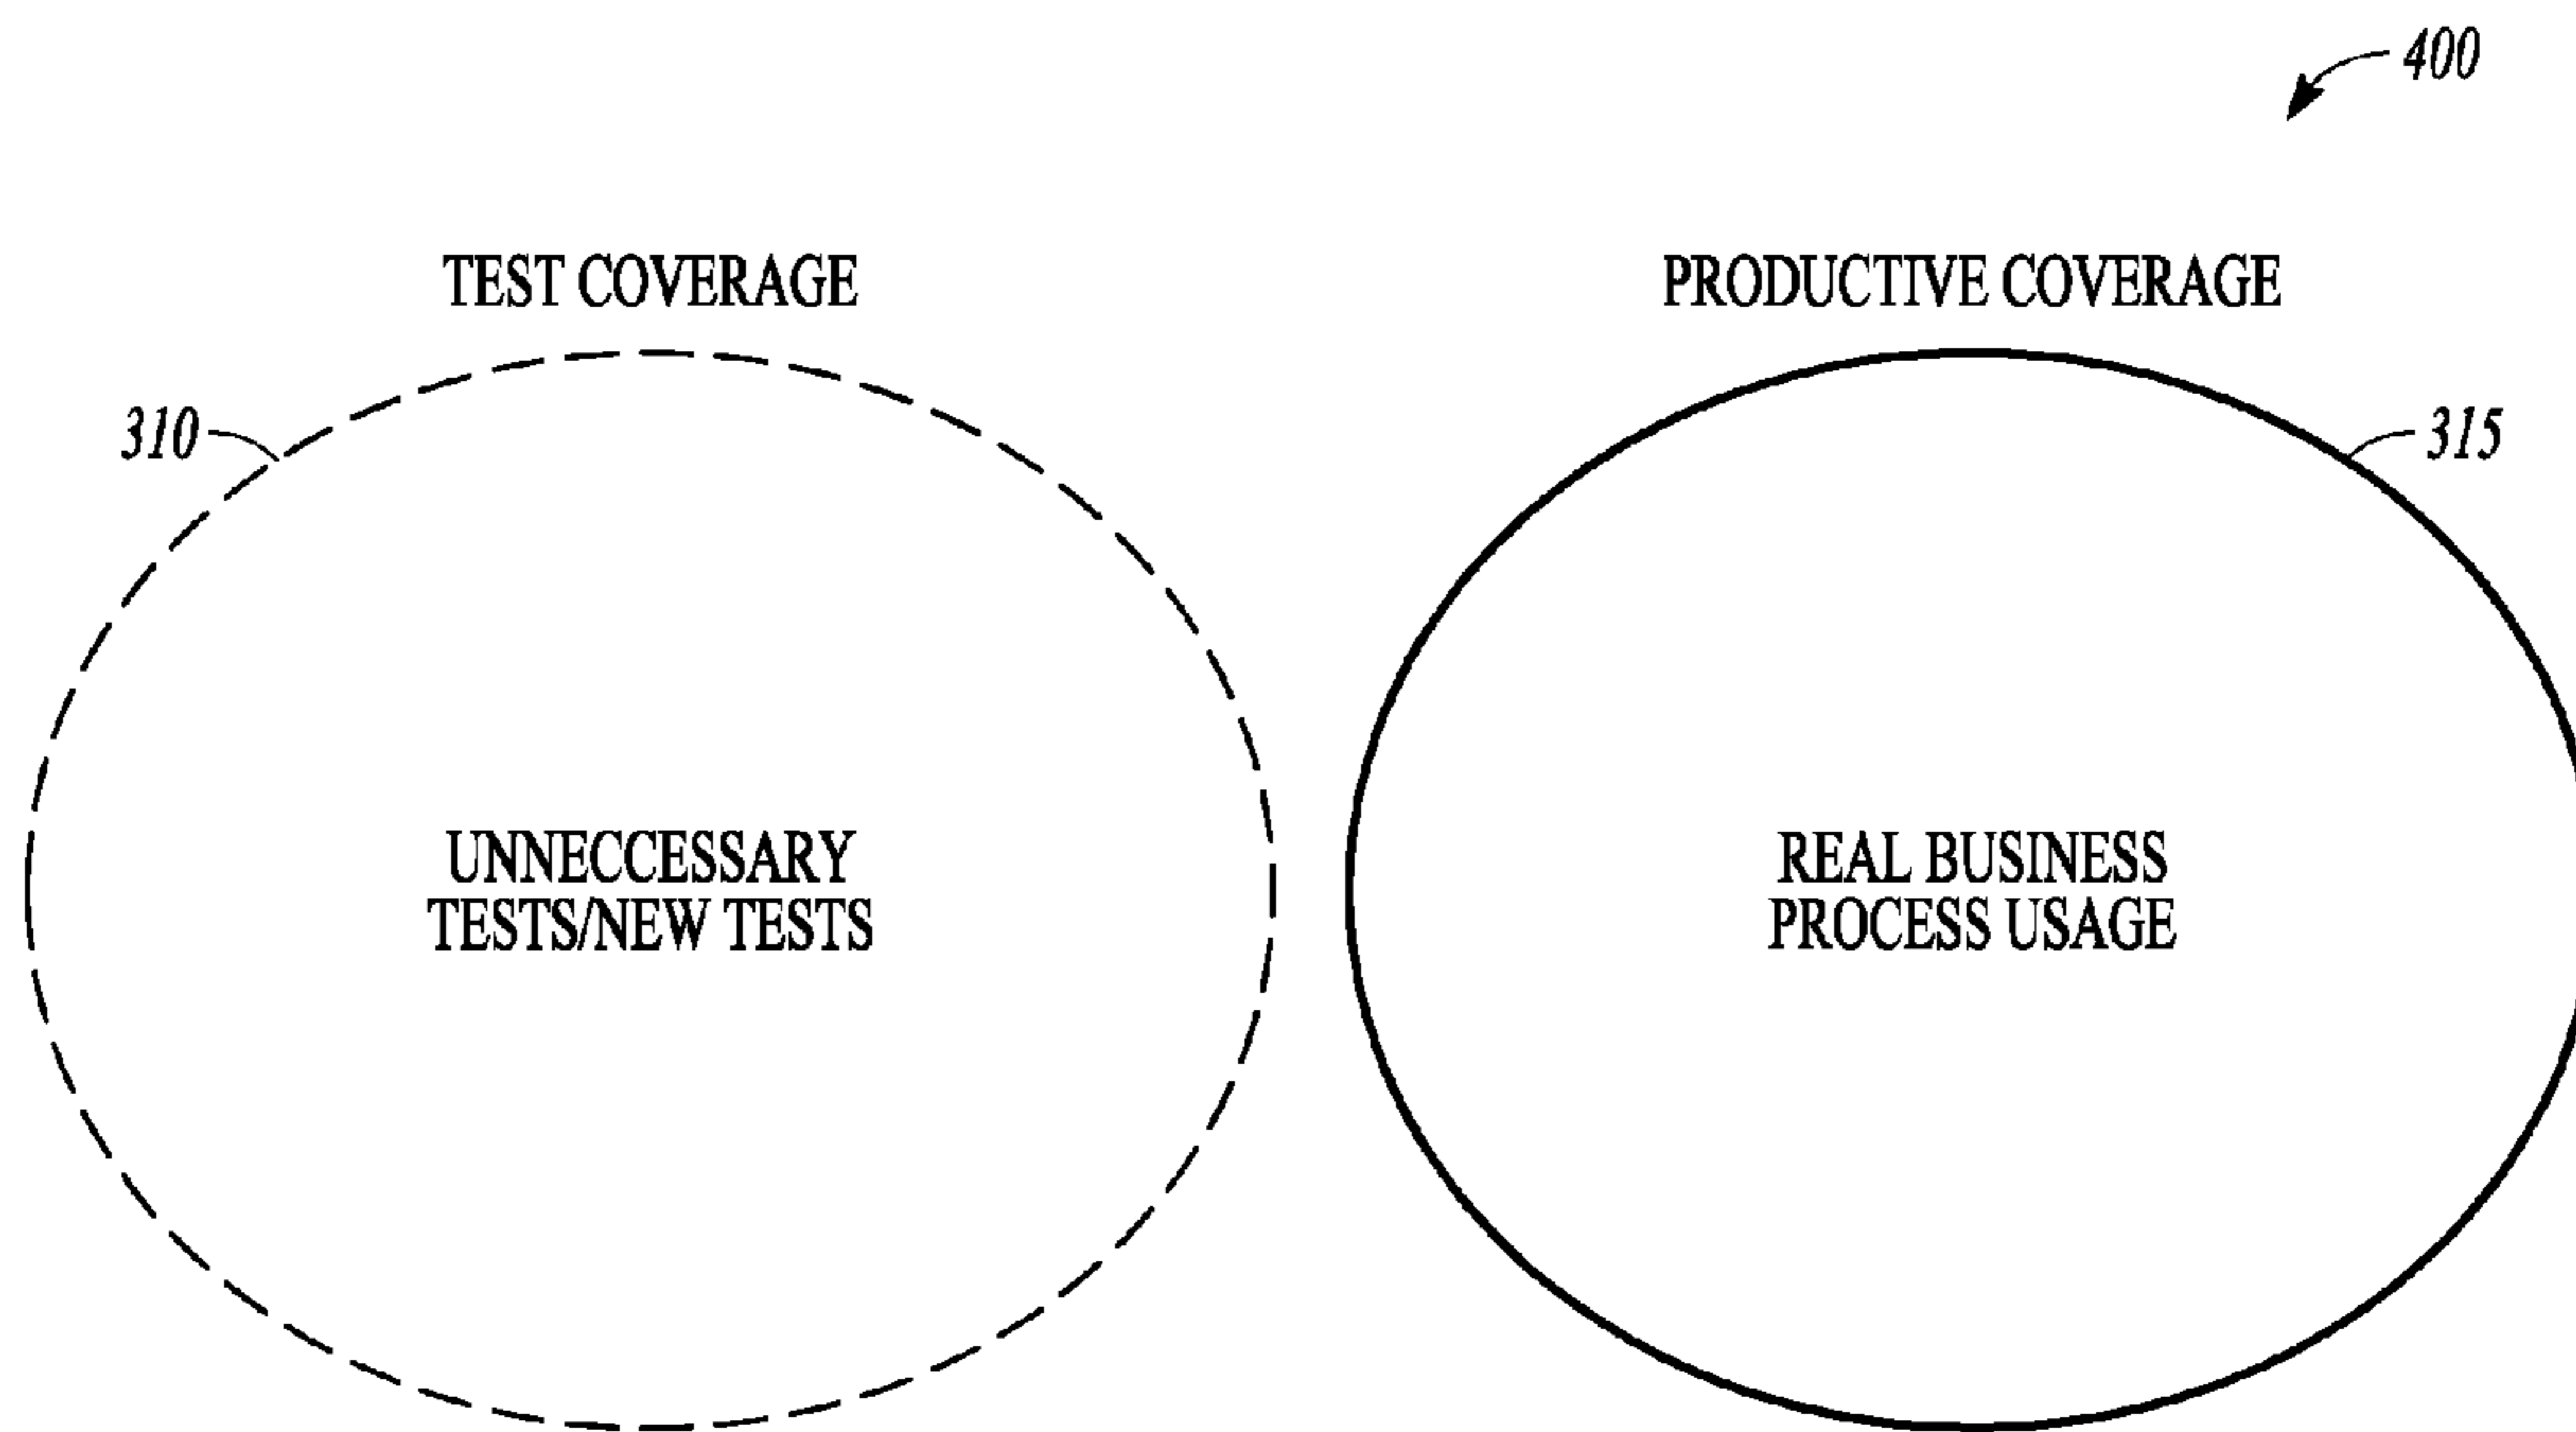 400
TEST COVERAGE
PRODUCTIVE COVERAGE
310
315
UNNECCESSARY
TESTS/NEW TESTS
REAL BUSINESS
PROCESS USAGE